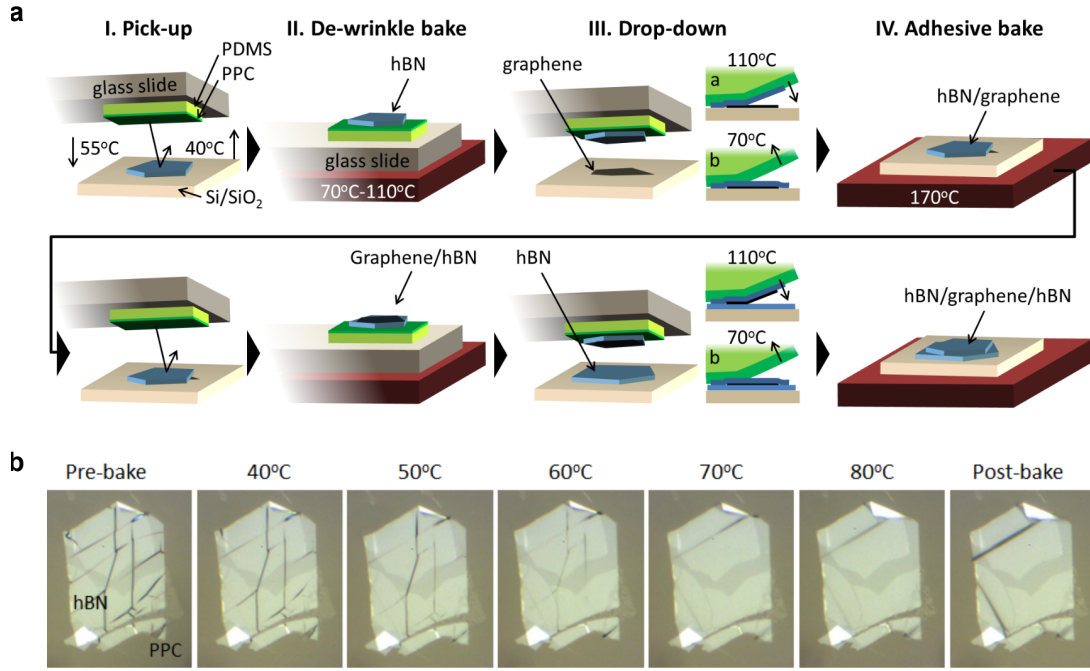 a
I. Pick-up
II. De-wrinkle bake
III. Drop-down
IV. Adhesive bake
PDMS
PPC
glass slide
55°C
40°C
Si/SiO2
hBN
glass slide
70°C-110°C
graphene
110°C
a
70°C
b
hBN/graphene
170°C
Graphene/hBN
hBN
110°C
70°C
b
hBN/graphene/hBN
b
Pre-bake
40°C
50°C
60°C
70°C
80°C
Post-bake
hBN
PPC